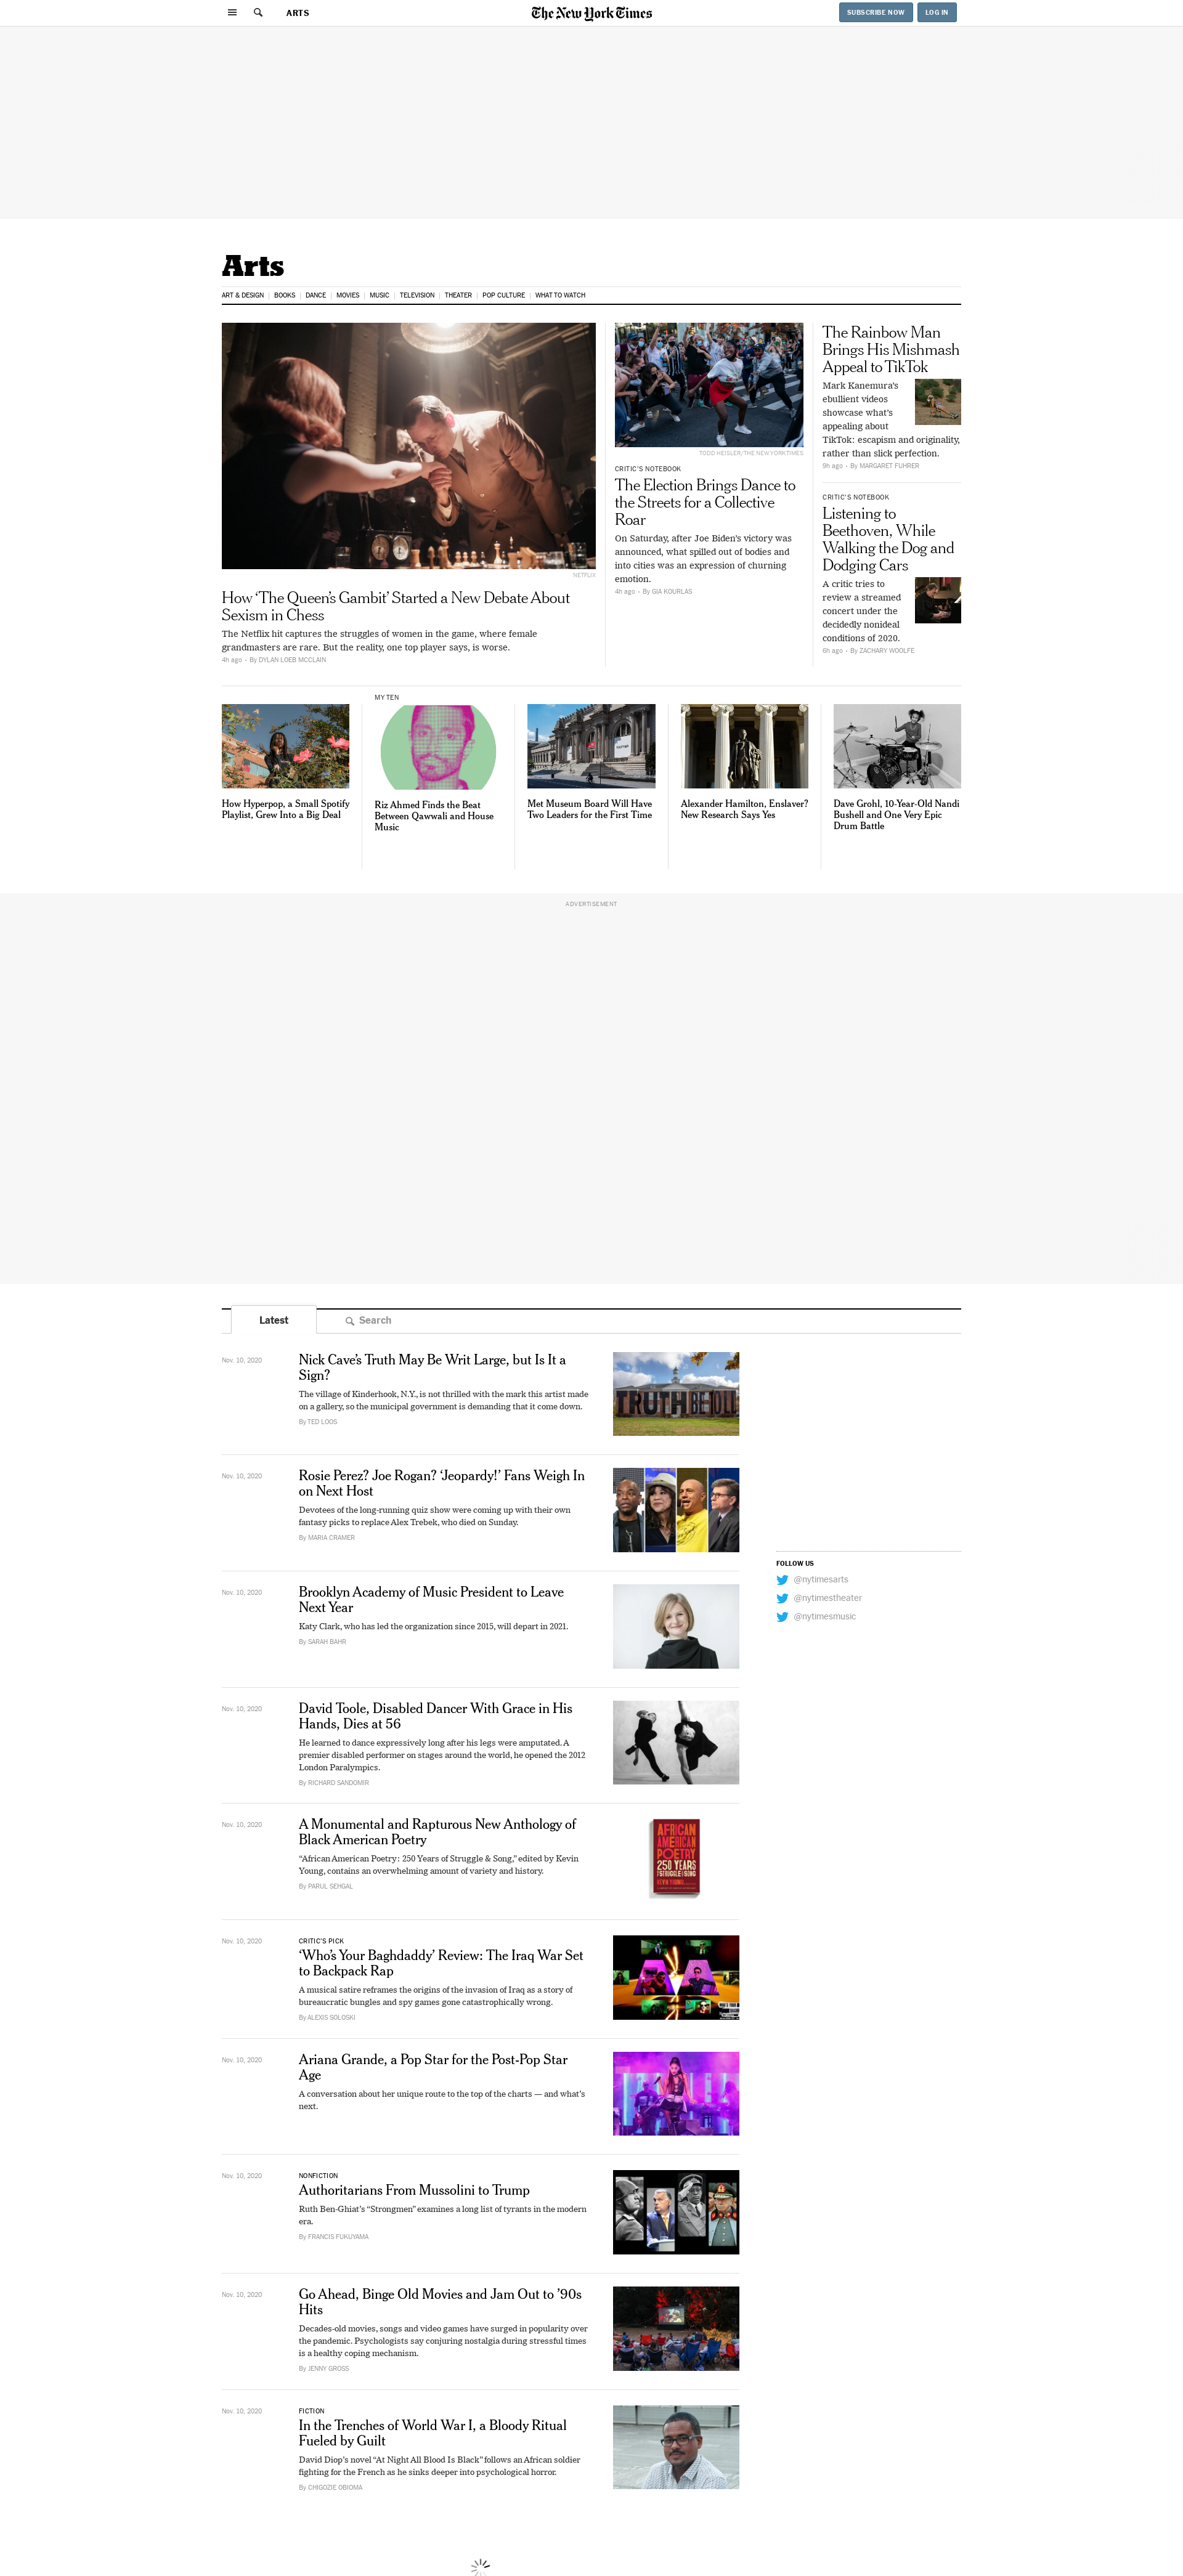 ARTS
The New York Times
SUBSCRIBE NOW
LOG IN
Arts
ART & DESIGN
BOOKS
DANCE
MOVIES
MUSIC
TELEVISION
THEATER
POP CULTURE
WHAT TO WATCH
NETFLIX
How ‘The Queen’s Gambit’ Started a New Debate About
Sexism in Chess
The Netflix hit captures the struggles of women in the game, where female
grandmasters are rare. But the reality, one top player says, is worse.
4h ago - By DYLAN LOEB MCCLAIN
TODD HEISLER/THE NEW YORK TIMES
CRITIC’S NOTEBOOK
The Election Brings Dance to
the Streets for a Collective
Roar
On Saturday, after Joe Biden’s victory was
announced, what spilled out of bodies and
into cities was an expression of churning
emotion.
4h ago - By GIA KOURLAS
The Rainbow Man
Brings His Mishmash
Appeal to TikTok
Mark Kanemura’s
ebullient videos
showcase what’s
appealing about
TikTok: escapism and originality,
rather than slick perfection.
9h ago - By MARGARET FUHRER
CRITIC’S NOTEBOOK
Listening to
Beethoven, While
Walking the Dog and
Dodging Cars
A critic tries to
review a streamed
concert under the
decidedly nonideal
conditions of 2020.
6h ago - By ZACHARY WOOLFE
How Hyperpop, a Small Spotify
Playlist, Grew Into a Big Deal
MY TEN
Riz Ahmed Finds the Beat
Between Qawwali and House
Music
Met Museum Board Will Have
Two Leaders for the First Time
Alexander Hamilton, Enslaver?
New Research Says Yes
Dave Grohl, 10-Year-Old Nandi
Bushell and One Very Epic
Drum Battle
ADVERTISEMENT
Latest
Search
Nov. 10, 2020
Nick Cave’s Truth May Be Writ Large, but Is It a
Sign?
The village of Kinderhook, N.Y., is not thrilled with the mark this artist made
on a gallery, so the municipal government is demanding that it come down.
By TED LOOS
TRUTH BE TOLD
Nov. 10, 2020
Rosie Perez? Joe Rogan? ‘Jeopardy!’ Fans Weigh In
on Next Host
Devotees of the long-running quiz show were coming up with their own
fantasy picks to replace Alex Trebek, who died on Sunday.
By MARIA CRAMER
FOLLOW US
@nytimesarts
@nytimestheater
@nytimesmusic
Nov. 10, 2020
Brooklyn Academy of Music President to Leave
Next Year
Katy Clark, who has led the organization since 2015, will depart in 2021.
By SARAH BAHR
Nov. 10, 2020
David Toole, Disabled Dancer With Grace in His
Hands, Dies at 56
He learned to dance expressively long after his legs were amputated. A
premier disabled performer on stages around the world, he opened the 2012
London Paralympics.
By RICHARD SANDOMIR
Nov. 10, 2020
A Monumental and Rapturous New Anthology of
Black American Poetry
“African American Poetry: 250 Years of Struggle & Song,” edited by Kevin
Young, contains an overwhelming amount of variety and history.
By PARUL SEHGAL
AFRICAN
AMERICAN
POETRY
250 YEARS
OF STRUGGLE & SONG
KEVIN YOUNG
Nov. 10, 2020
CRITIC’S PICK
‘Who’s Your Baghdaddy’ Review: The Iraq War Set
to Backpack Rap
A musical satire reframes the origins of the invasion of Iraq as a story of
bureaucratic bungles and spy games gone catastrophically wrong.
By ALEXIS SOLOSKI
Nov. 10, 2020
Ariana Grande, a Pop Star for the Post-Pop Star
Age
A conversation about her unique route to the top of the charts — and what’s
next.
Nov. 10, 2020
NONFICTION
Authoritarians From Mussolini to Trump
Ruth Ben-Ghiat’s “Strongmen” examines a long list of tyrants in the modern
era.
By FRANCIS FUKUYAMA
Nov. 10, 2020
Go Ahead, Binge Old Movies and Jam Out to ’90s
Hits
Decades-old movies, songs and video games have surged in popularity over
the pandemic. Psychologists say conjuring nostalgia during stressful times
is a healthy coping mechanism.
By JENNY GROSS
Nov. 10, 2020
FICTION
In the Trenches of World War I, a Bloody Ritual
Fueled by Guilt
David Diop’s novel “At Night All Blood Is Black” follows an African soldier
fighting for the French as he sinks deeper into psychological horror.
By CHIGOZIE OBIOMA